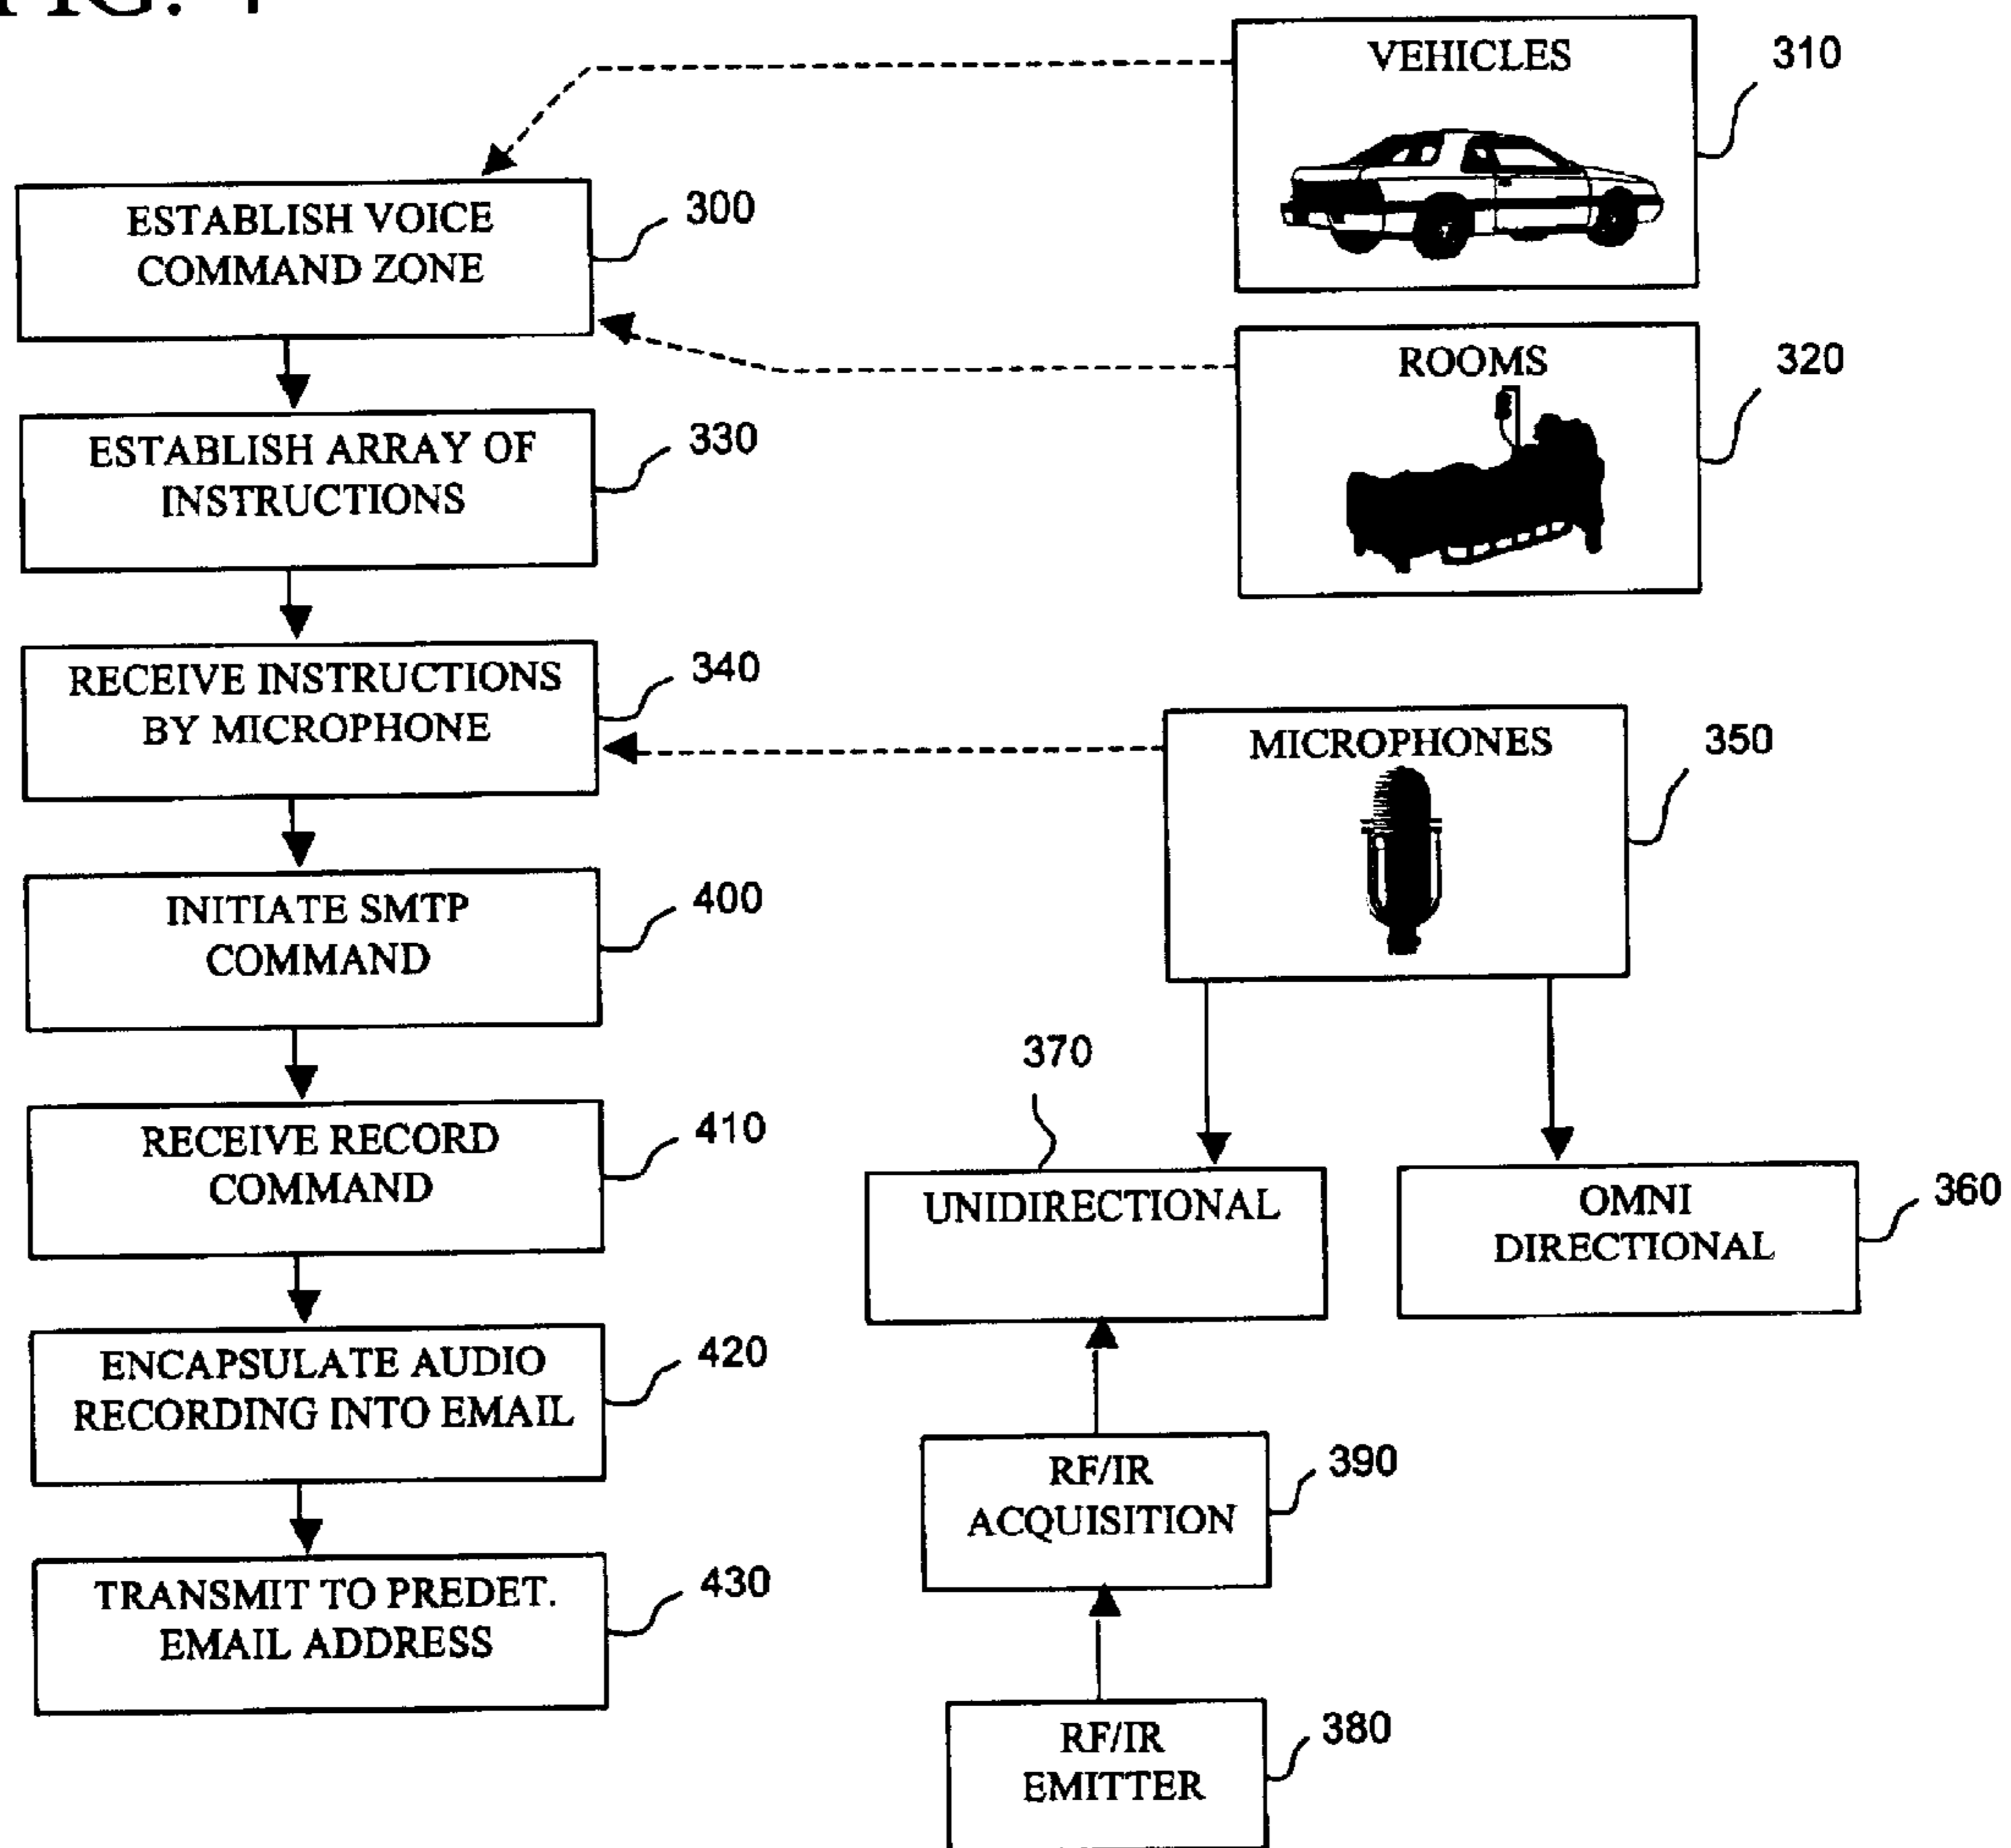 VEHICLES
310
ESTABLISH VOICE
COMMAND ZONE
300
ROOMS
320
ESTABLISH ARRAY OF
INSTRUCTIONS
330
RECEIVE INSTRUCTIONS
BY MICROPHONE
340
MICROPHONES
350
INITIATE SMTP
COMMAND
400
370
RECEIVE RECORD
COMMAND
410
UNIDIRECTIONAL
OMNI
DIRECTIONAL
360
ENCAPSULATE AUDIO
RECORDING INTO EMAIL
420
RF/IR
ACQUISITION
390
TRANSMIT TO PREDET.
EMAIL ADDRESS
430
RF/IR
EMITTER
380